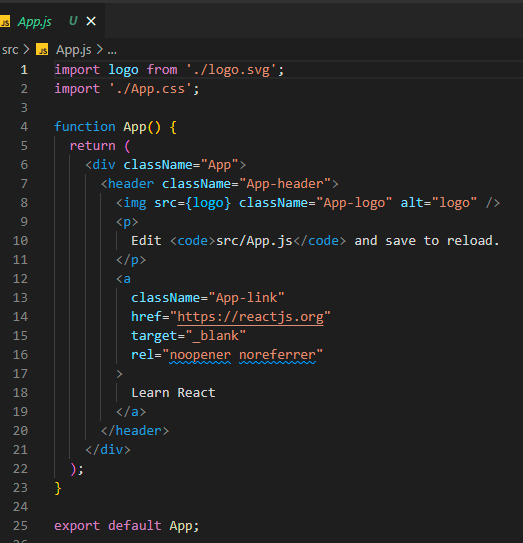 JS App.js U ×
src > JS App.js > ...
1 import logo from './logo.svg';
2 import './App.css';
3
4 function App() {
5   return (
6     <div className="App">
7       <header className="App-header">
8         <img src={logo} className="App-logo" alt="logo" />
9         <p>
10           Edit <code>src/App.js</code> and save to reload.
11         </p>
12         <a
13           className="App-link"
14           href="https://reactjs.org"
15           target="_blank"
16           rel="noopener noreferrer"
17         >
18           Learn React
19         </a>
20       </header>
21     </div>
22   );
23 }
24
25 export default App;
26